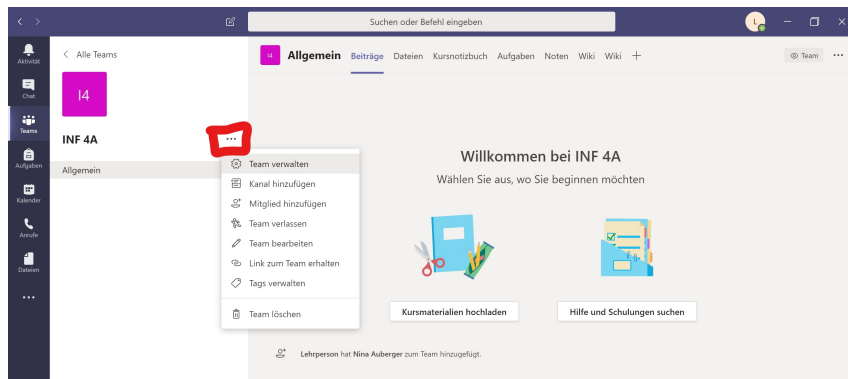 Suchen oder Befehl eingeben
L
Aktivität
Chat
Teams
Aufgaben
Kalender
Anrufe
Dateien
Alle Teams
I4
INF 4A
Allgemein
Team verwalten
Kanal hinzufügen
Mitglied hinzufügen
Team verlassen
Team bearbeiten
Link zum Team erhalten
Tags verwalten
Team löschen
I4 Allgemein Beiträge Dateien Kursnotizbuch Aufgaben Noten Wiki Wiki
Team
Willkommen bei INF 4A
Wählen Sie aus, wo Sie beginnen möchten
Kursmaterialien hochladen
Hilfe und Schulungen suchen
Lehrperson hat Nina Auberger zum Team hinzugefügt.